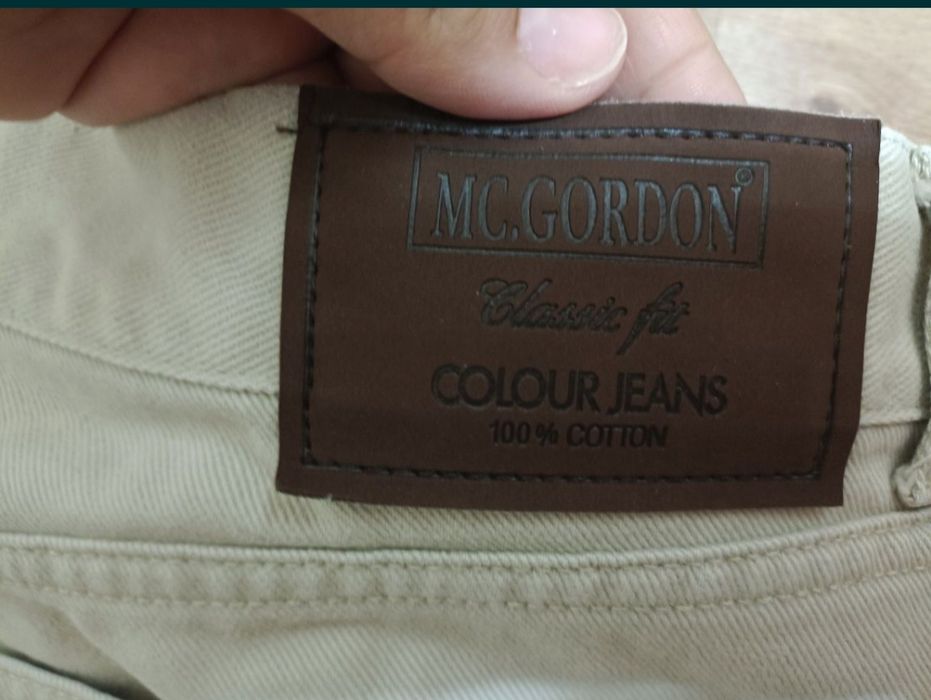 MC.GORDON®
Classic fit
COLOUR JEANS
100% COTTON